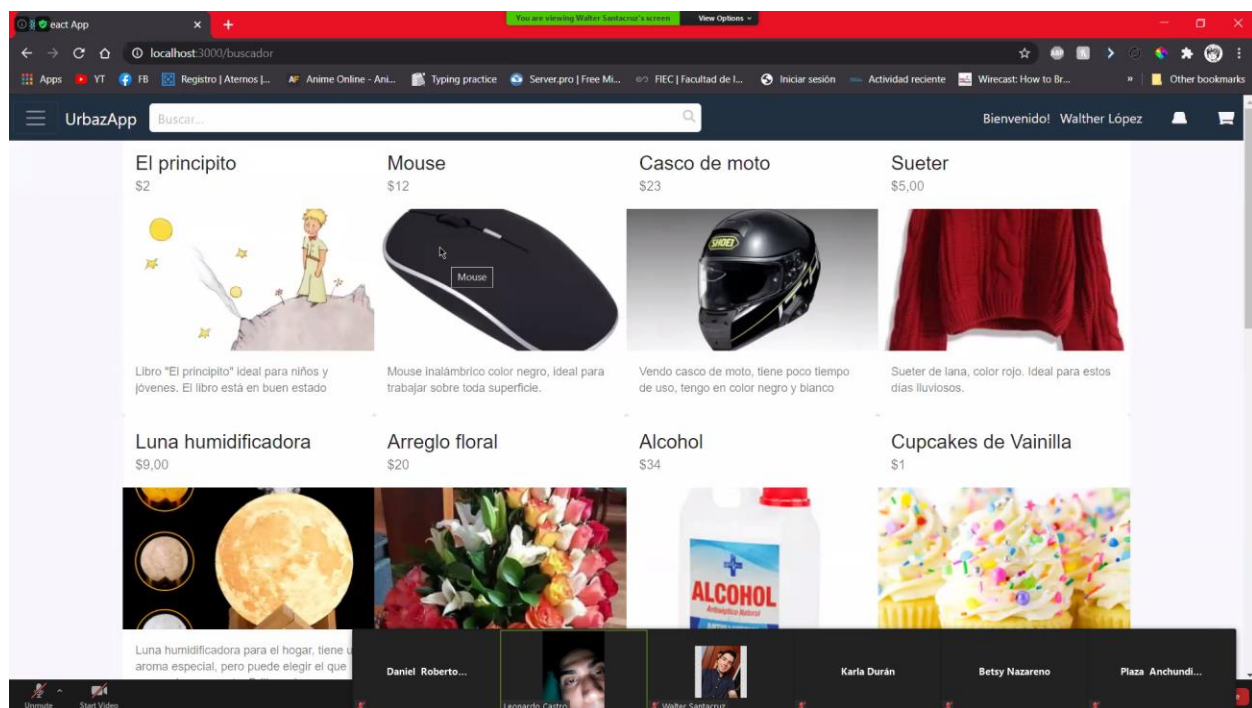 eact App
You are viewing Walter Santacruz's screen View Options
localhost:3000/buscador
Apps YT FB Registro | Aternos |... Anime Online - Ani... Typing practice Server.pro | Free Mi... FIEC | Facultad de l... Iniciar sesión Actividad reciente Wirecast: How to Br... » Other bookmarks
UrbazApp Buscar... Bienvenido! Walther López
El principito Mouse Casco de moto Sueter
$2 $12 $23 $5,00
SHOEI
Mouse
Libro "El principito" ideal para niños y Mouse inalámbrico color negro, ideal para Vendo casco de moto, tiene poco tiempo Sueter de lana, color rojo. Ideal para estos
jóvenes. El libro está en buen estado trabajar sobre toda superficie. de uso, tengo en color negro y blanco días lluviosos.
Luna humidificadora Arreglo floral Alcohol Cupcakes de Vainilla
$9,00 $20 $34 $1
ALCOHOL
Antiséptico Natural
Luna humidificadora para el hogar, tiene u
aroma especial, pero puede elegir el que
Daniel Roberto... Karla Durán Betsy Nazareno Plaza Anchundi...
Unmute Start Video Leonardo Castro Walter Santacruz